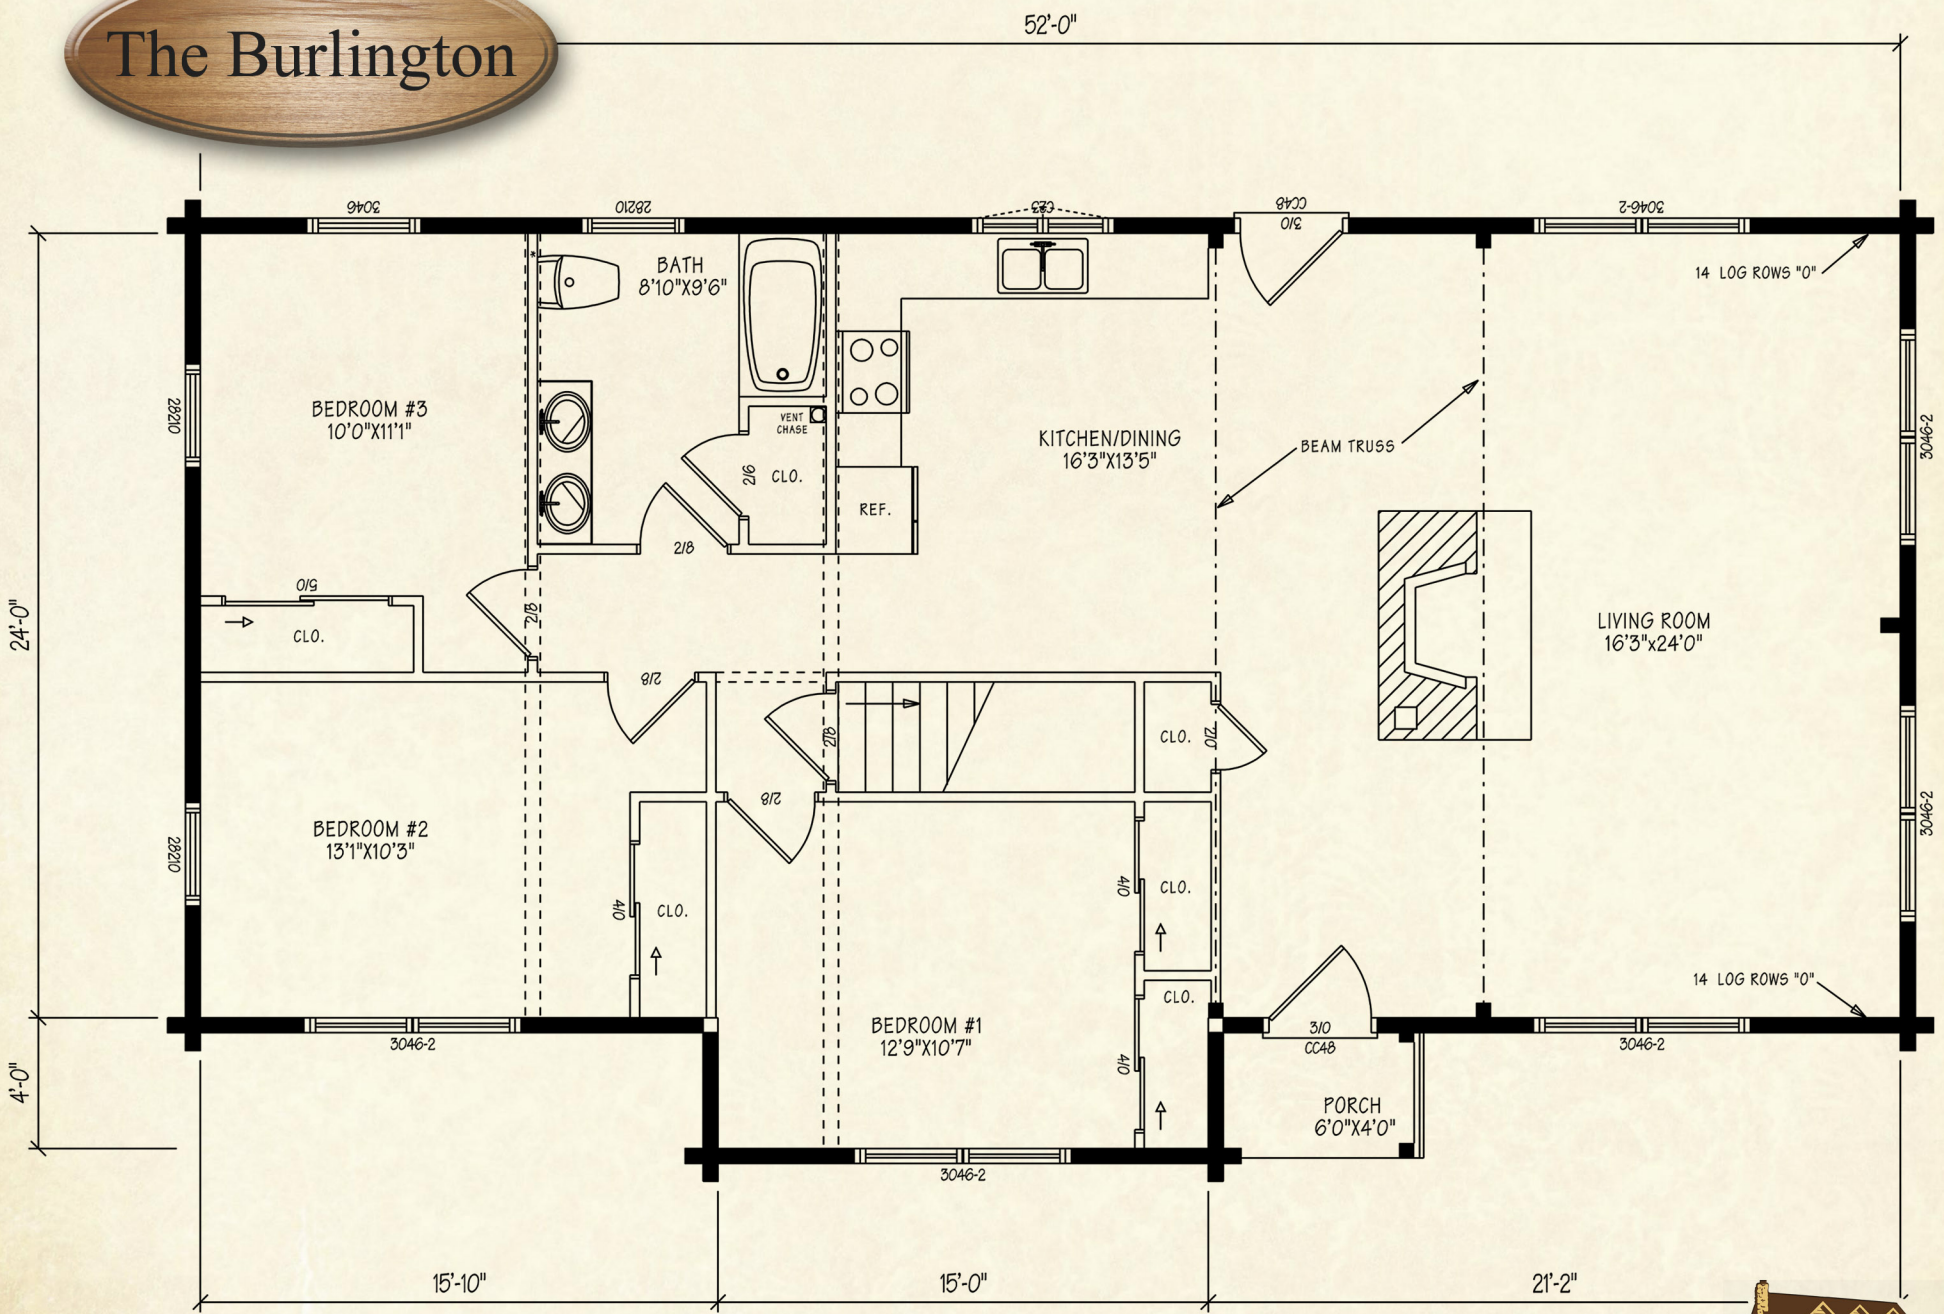 52'-0"
The Burlington
3046
28210
C23
CC48
3/0
3046-2
14 LOG ROWS "0"
BATH
8'10"X9'6"
28210
BEDROOM #3
10'0"X11'1"
VENT
CHASE
2/6
CLO.
REF.
KITCHEN/DINING
16'3"X13'5"
BEAM TRUSS
3046-2
2/8
5/0
CLO.
2/8
24'-0"
LIVING ROOM
16'3"x24'0"
2/8
2/8
CLO.
2/0
2/8
28210
BEDROOM #2
13'1"X10'3"
3046-2
4/0
CLO.
4/0
CLO.
14 LOG ROWS "0"
CLO.
BEDROOM #1
12'9"X10'7"
3/0
CC48
3046-2
3046-2
4/0
4'-0"
PORCH
6'0"X4'0"
3046-2
15'-10"
15'-0"
21'-2"